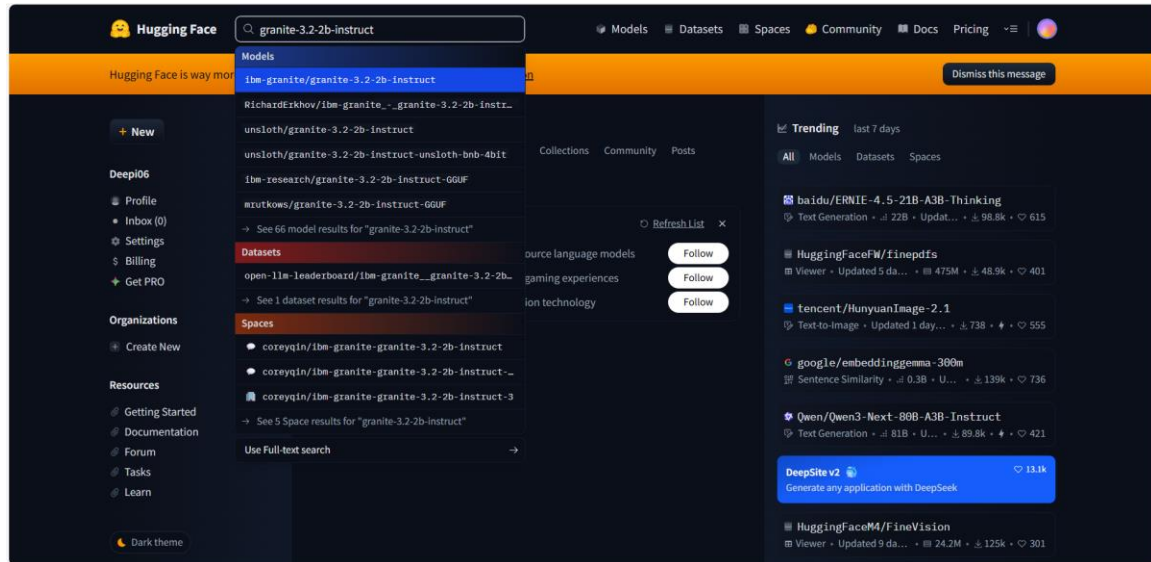 Hugging Face
granite-3.2-2b-instruct
Models
Datasets
Spaces
Community
Docs
Pricing
Hugging Face is way mor
on
Dismiss this message
+ New
Deepi06
Profile
Inbox (0)
Settings
Billing
Get PRO
Organizations
Create New
Resources
Getting Started
Documentation
Forum
Tasks
Learn
Dark theme
Models
ibm-granite/granite-3.2-2b-instruct
RichardErkhov/ibm-granite_-_granite-3.2-2b-instr…
unsloth/granite-3.2-2b-instruct
unsloth/granite-3.2-2b-instruct-unsloth-bnb-4bit
ibm-research/granite-3.2-2b-instruct-GGUF
mrutkows/granite-3.2-2b-instruct-GGUF
→ See 66 model results for "granite-3.2-2b-instruct"
Datasets
open-llm-leaderboard/ibm-granite__granite-3.2-2b…
→ See 1 dataset results for "granite-3.2-2b-instruct"
Spaces
coreyqin/ibm-granite-granite-3.2-2b-instruct
coreyqin/ibm-granite-granite-3.2-2b-instruct-…
coreyqin/ibm-granite-granite-3.2-2b-instruct-3
→ See 5 Space results for "granite-3.2-2b-instruct"
Use Full-text search →
Collections Community Posts
Refresh List ×
ource language models Follow
gaming experiences Follow
ion technology Follow
Trending last 7 days
All Models Datasets Spaces
baidu/ERNIE-4.5-21B-A3B-Thinking
Text Generation • 22B • Updat… • 98.8k • 615
HuggingFaceFW/finepdfs
Viewer • Updated 5 da… • 475M • 48.9k • 401
tencent/HunyuanImage-2.1
Text-to-Image • Updated 1 day… • 738 • 555
google/embeddinggemma-300m
Sentence Similarity • 0.3B • U… • 139k • 736
Qwen/Qwen3-Next-80B-A3B-Instruct
Text Generation • 81B • U… • 89.8k • 421
DeepSite v2 13.1k
Generate any application with DeepSeek
HuggingFaceM4/FineVision
Viewer • Updated 9 da… • 24.2M • 125k • 301